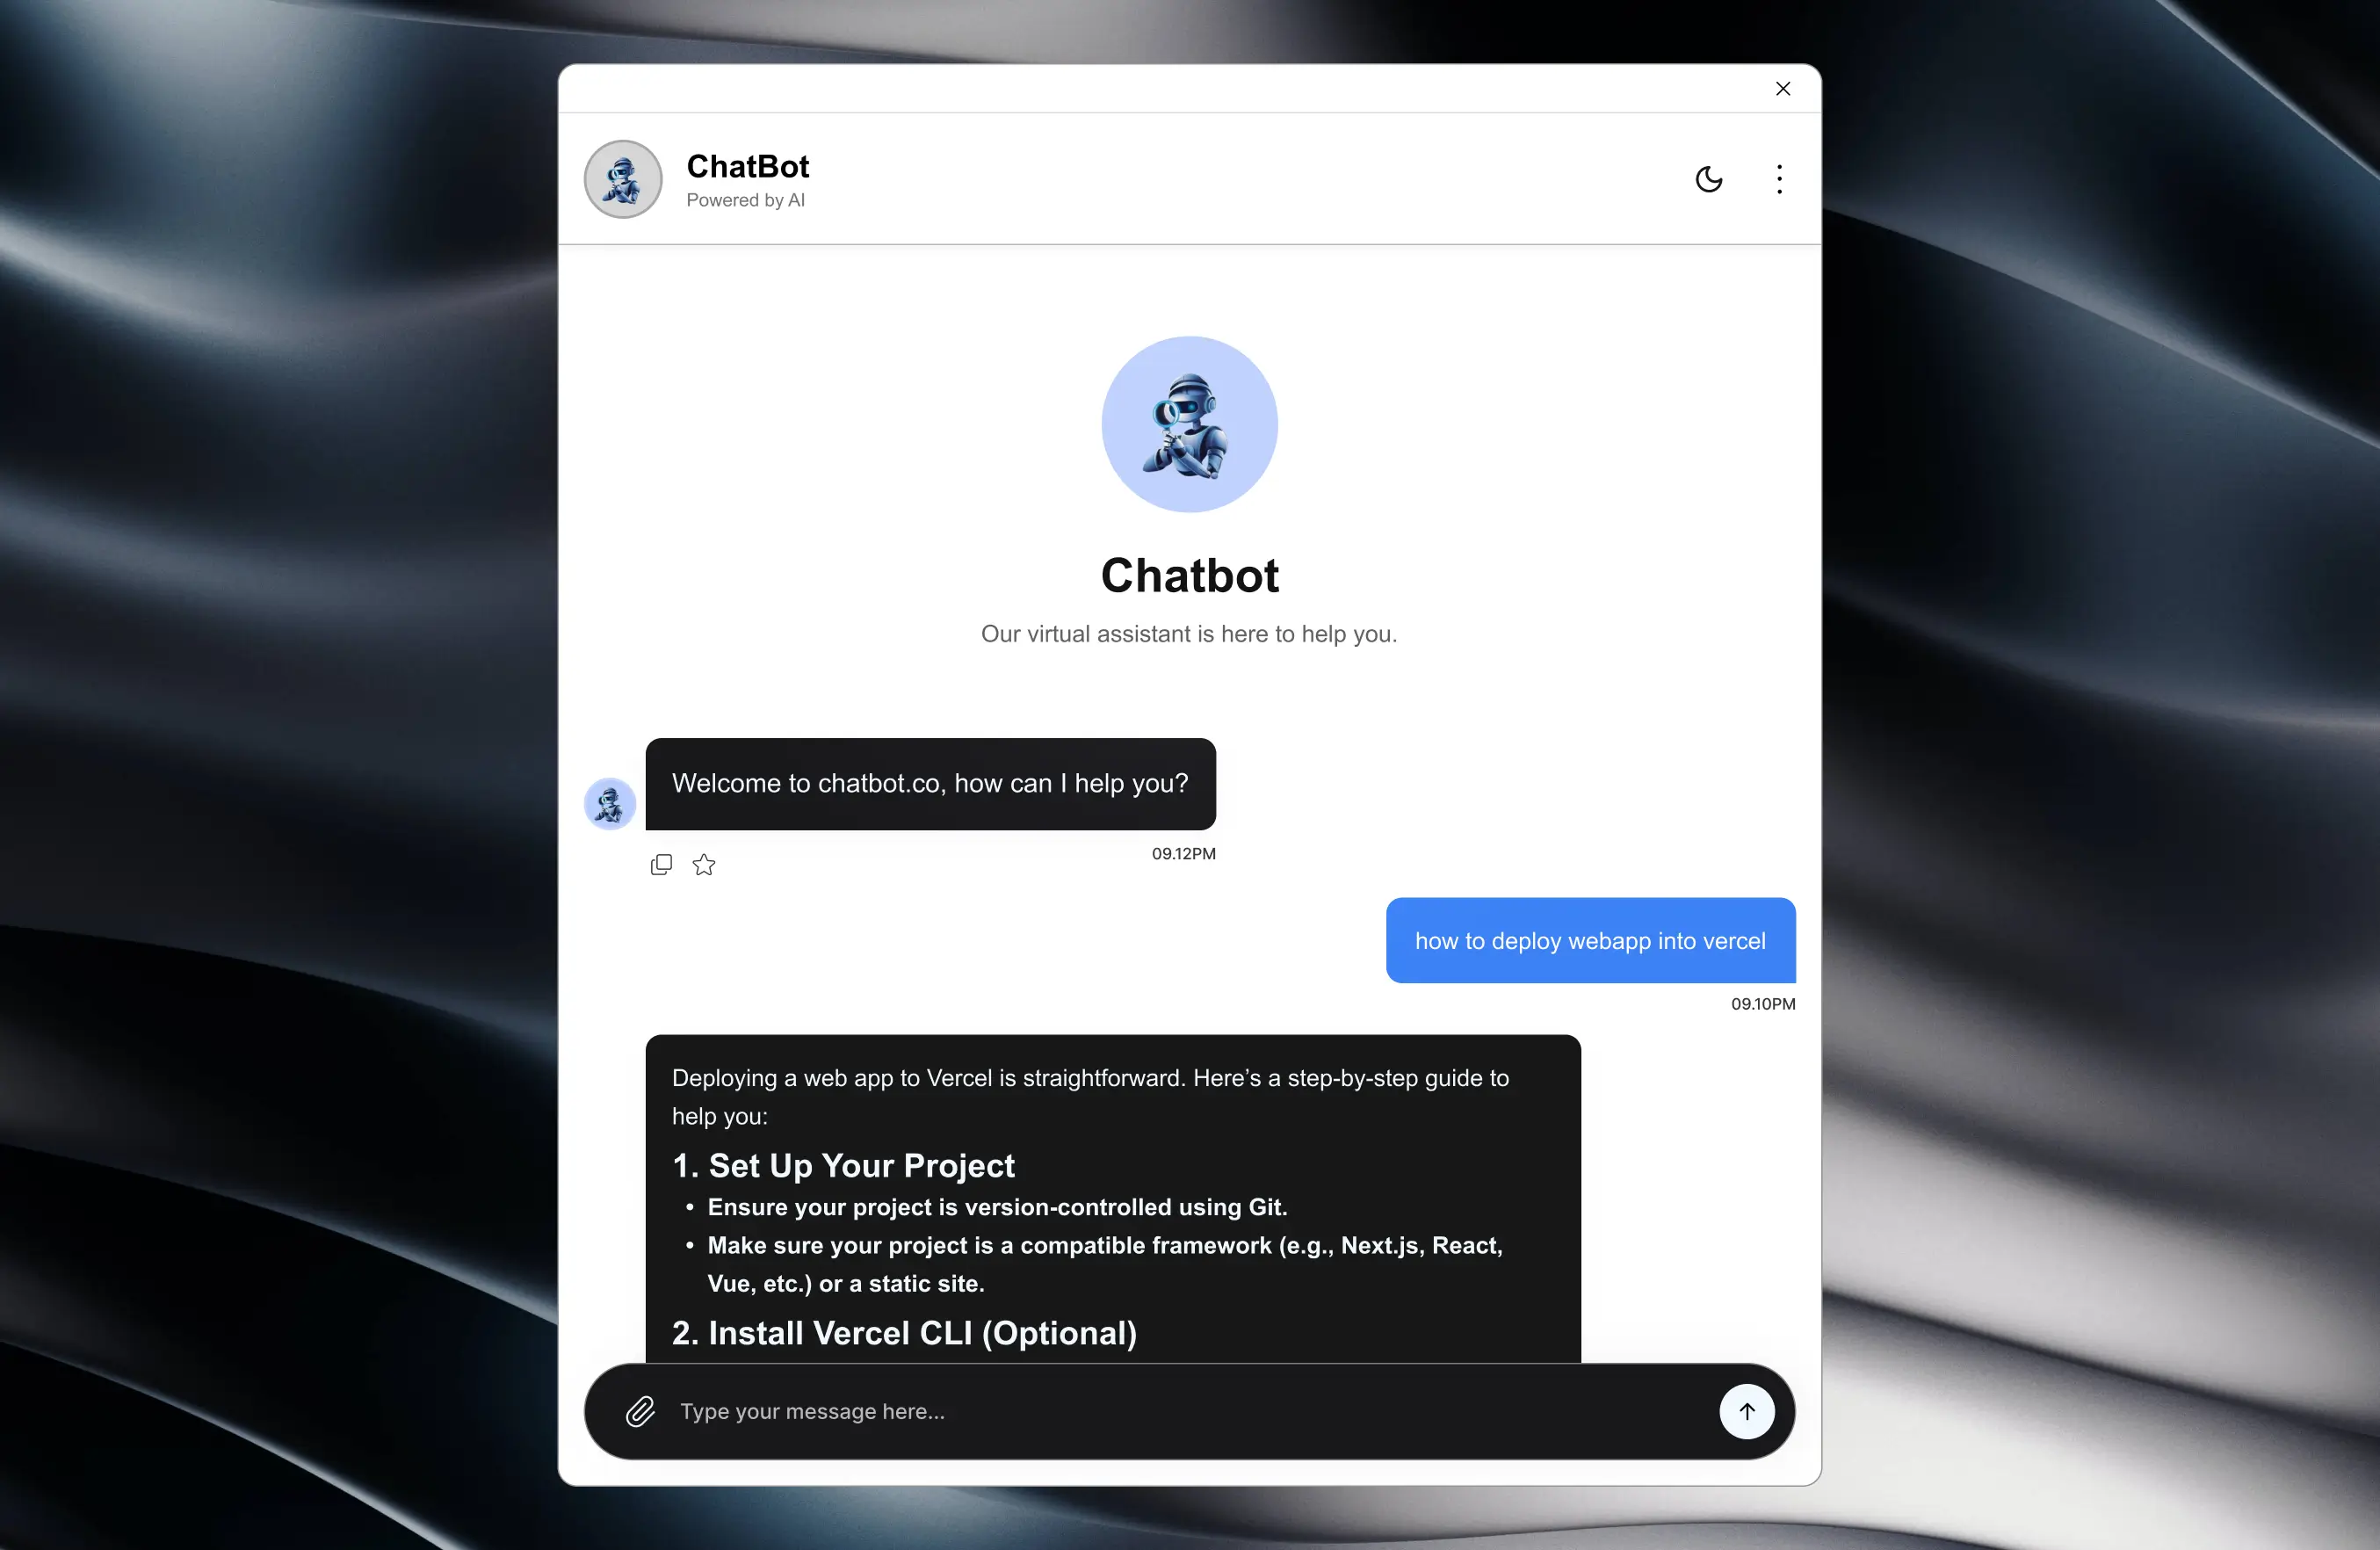 ChatBot
Powered by AI
Chatbot
Our virtual assistant is here to help you.
Welcome to chatbot.co, how can I help you?
09.12PM
how to deploy webapp into vercel
09.10PM
Deploying a web app to Vercel is straightforward. Here’s a step-by-step guide to
help you:
1. Set Up Your Project
• Ensure your project is version-controlled using Git.
• Make sure your project is a compatible framework (e.g., Next.js, React,
Vue, etc.) or a static site.
2. Install Vercel CLI (Optional)
Type your message here...